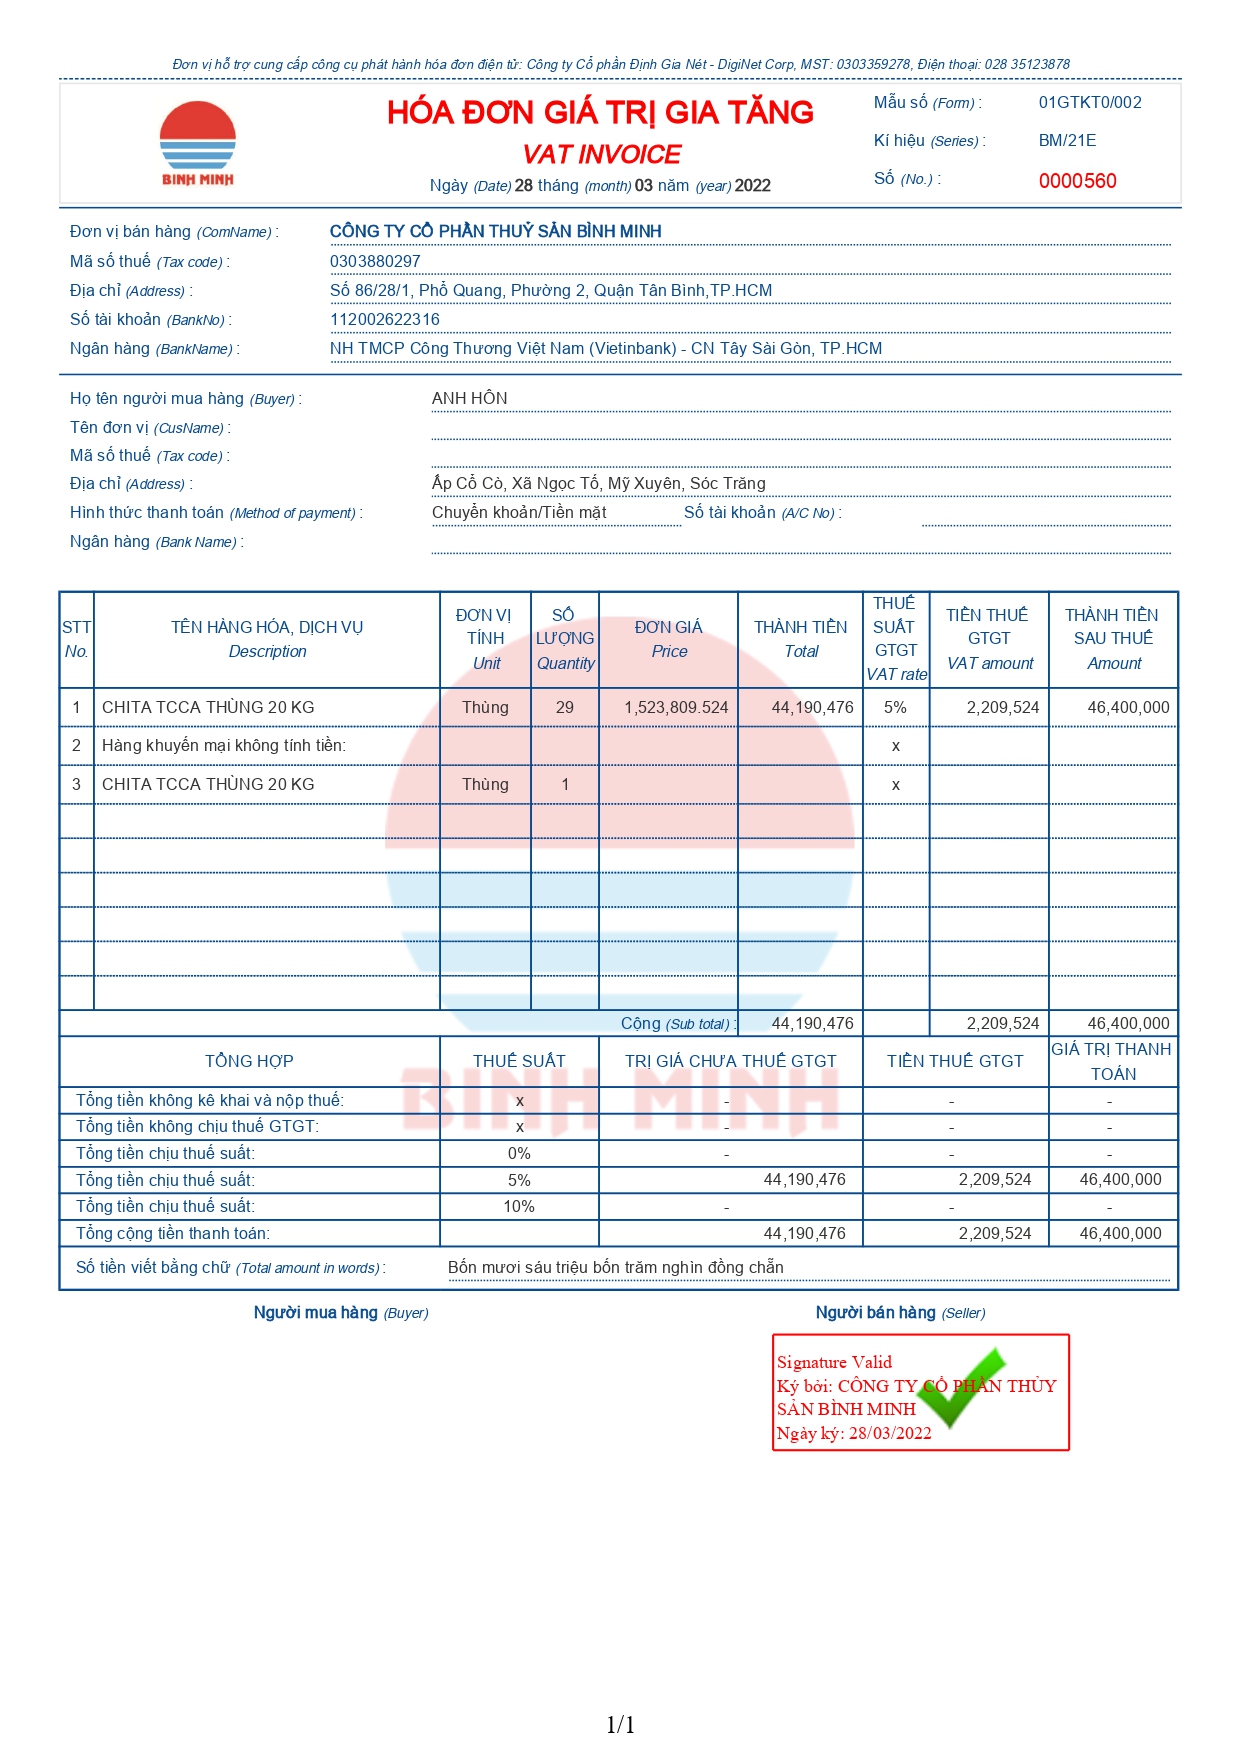 Đơn vị hỗ trợ cung cấp công cụ phát hành hóa đơn điện tử: Công ty Cổ phần Định Gia Nét - DigiNet Corp, MST: 0303359278, Điện thoại: 028 35123878
BINH MINH
HÓA ĐƠN GIÁ TRỊ GIA TĂNG
VAT INVOICE
Ngày (Date) 28 tháng (month) 03 năm (year) 2022
Mẫu số (Form) : 01GTKT0/002
Kí hiệu (Series) : BM/21E
Số (No.) : 0000560
Đơn vị bán hàng (ComName) : CÔNG TY CỔ PHẦN THUỶ SẢN BÌNH MINH
Mã số thuế (Tax code) : 0303880297
Địa chỉ (Address) : Số 86/28/1, Phổ Quang, Phường 2, Quận Tân Bình,TP.HCM
Số tài khoản (BankNo) : 112002622316
Ngân hàng (BankName) : NH TMCP Công Thương Việt Nam (Vietinbank) - CN Tây Sài Gòn, TP.HCM
Họ tên người mua hàng (Buyer) : ANH HÔN
Tên đơn vị (CusName) :
Mã số thuế (Tax code) :
Địa chỉ (Address) : Ấp Cổ Cò, Xã Ngọc Tố, Mỹ Xuyên, Sóc Trăng
Hình thức thanh toán (Method of payment) : Chuyển khoản/Tiền mặt Số tài khoản (A/C No) :
Ngân hàng (Bank Name) :
STT No. TÊN HÀNG HÓA, DỊCH VỤ Description ĐƠN VỊ TÍNH Unit SỐ LƯỢNG Quantity ĐƠN GIÁ Price THÀNH TIỀN Total THUẾ SUẤT GTGT VAT rate TIỀN THUẾ GTGT VAT amount THÀNH TIỀN SAU THUẾ Amount
1 CHITA TCCA THÙNG 20 KG Thùng 29 1,523,809.524 44,190,476 5% 2,209,524 46,400,000
2 Hàng khuyến mại không tính tiền: x
3 CHITA TCCA THÙNG 20 KG Thùng 1 x
Cộng (Sub total) : 44,190,476 2,209,524 46,400,000
TỔNG HỢP THUẾ SUẤT TRỊ GIÁ CHƯA THUẾ GTGT TIỀN THUẾ GTGT GIÁ TRỊ THANH TOÁN
BINH MINH
Tổng tiền không kê khai và nộp thuế: x - - -
Tổng tiền không chịu thuế GTGT: x - - -
Tổng tiền chịu thuế suất: 0% - - -
Tổng tiền chịu thuế suất: 5% 44,190,476 2,209,524 46,400,000
Tổng tiền chịu thuế suất: 10% - - -
Tổng cộng tiền thanh toán: 44,190,476 2,209,524 46,400,000
Số tiền viết bằng chữ (Total amount in words) : Bốn mươi sáu triệu bốn trăm nghìn đồng chẵn
Người mua hàng (Buyer) Người bán hàng (Seller)
Signature Valid
Ký bởi: CÔNG TY CỔ PHẦN THỦY
SẢN BÌNH MINH
Ngày ký: 28/03/2022
1/1